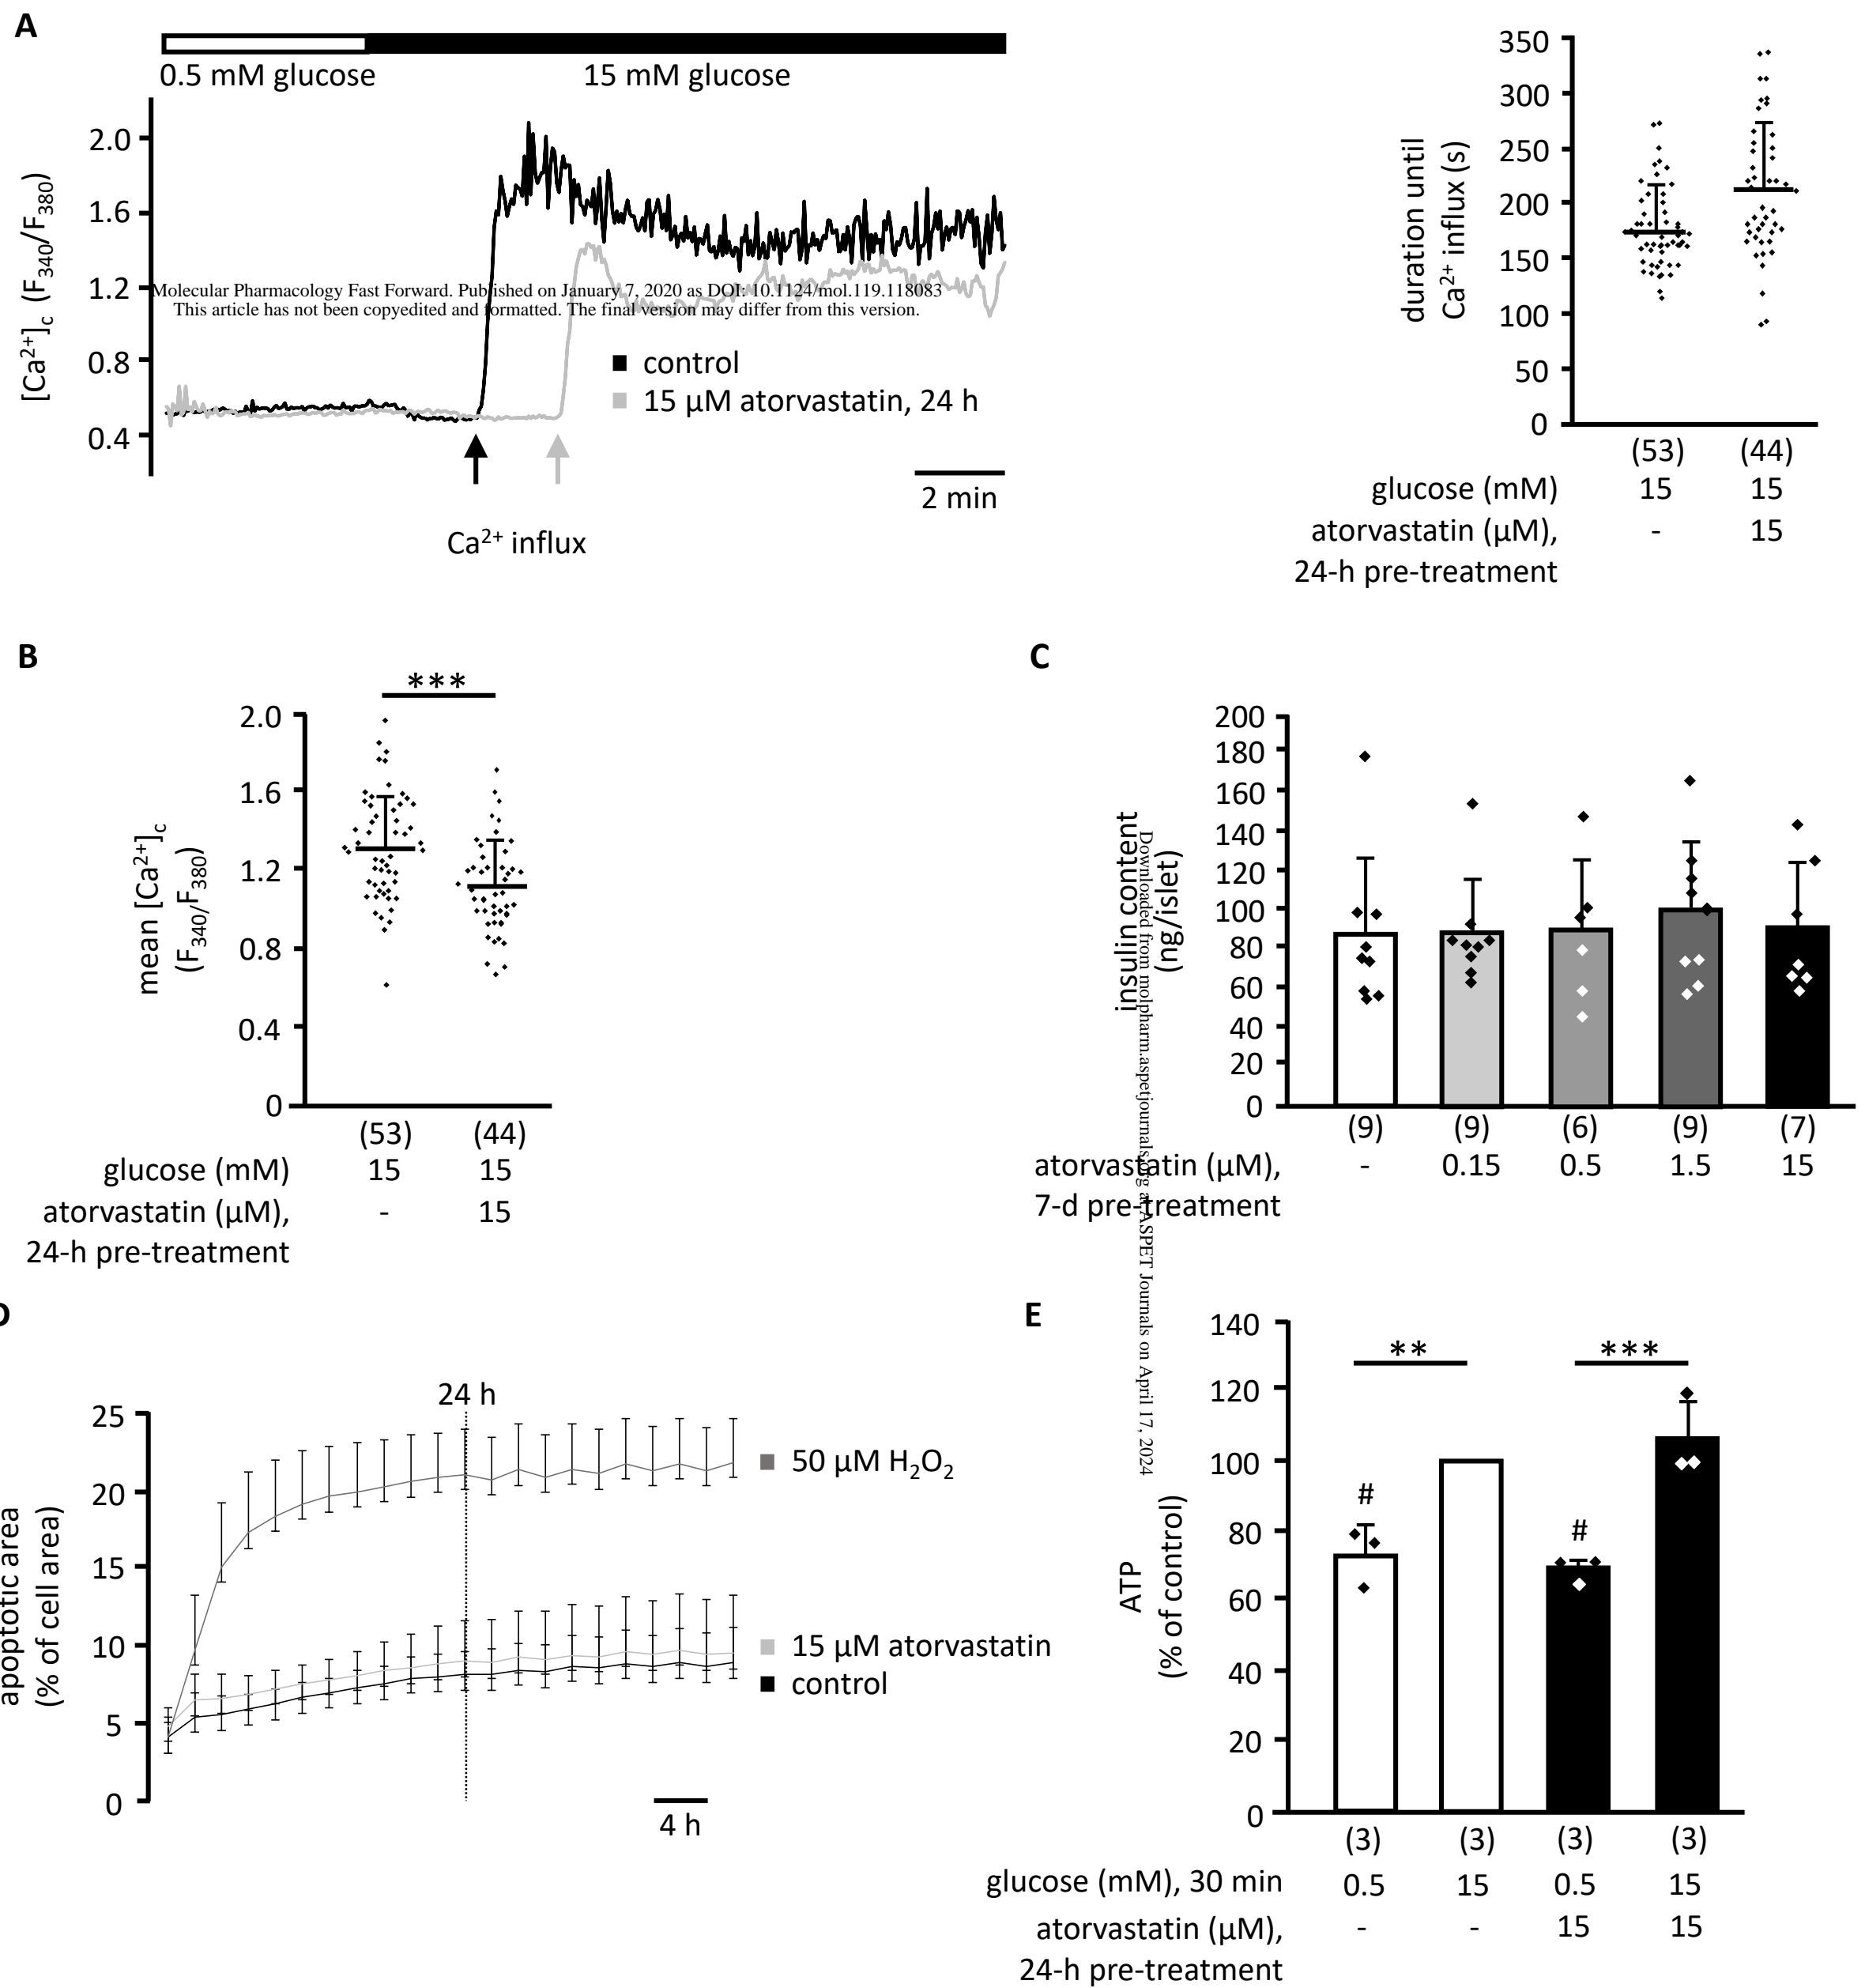 A
0.5 mM glucose
15 mM glucose
[Ca2+]c (F340/F380)
2.0
1.6
1.2
0.8
0.4
Molecular Pharmacology Fast Forward. Published on January 7, 2020 as DOI: 10.1124/mol.119.118083
This article has not been copyedited and formatted. The final version may differ from this version.
control
15 µM atorvastatin, 24 h
2 min
Ca2+ influx
duration until
Ca2+ influx (s)
350
300
250
200
150
100
50
0
(53) (44)
glucose (mM) 15 15
atorvastatin (µM), - 15
24-h pre-treatment
B
***
mean [Ca2+]c
(F340/F380)
2.0
1.6
1.2
0.8
0.4
0
(53) (44)
glucose (mM) 15 15
atorvastatin (µM), - 15
24-h pre-treatment
C
insulin content
(ng/islet)
200
180
160
140
120
100
80
60
40
20
0
(9) (9) (6) (9) (7)
atorvastatin (µM), - 0.15 0.5 1.5 15
7-d pre-treatment
Downloaded from molpharm.aspetjournals.org at ASPET Journals on April 17, 2024
D
24 h
apoptotic area
(% of cell area)
25
20
15
10
5
0
50 µM H2O2
15 µM atorvastatin
control
4 h
E
ATP
(% of control)
140
120
100
80
60
40
20
0
** ***
# #
(3) (3) (3) (3)
glucose (mM), 30 min 0.5 15 0.5 15
atorvastatin (µM), - - 15 15
24-h pre-treatment